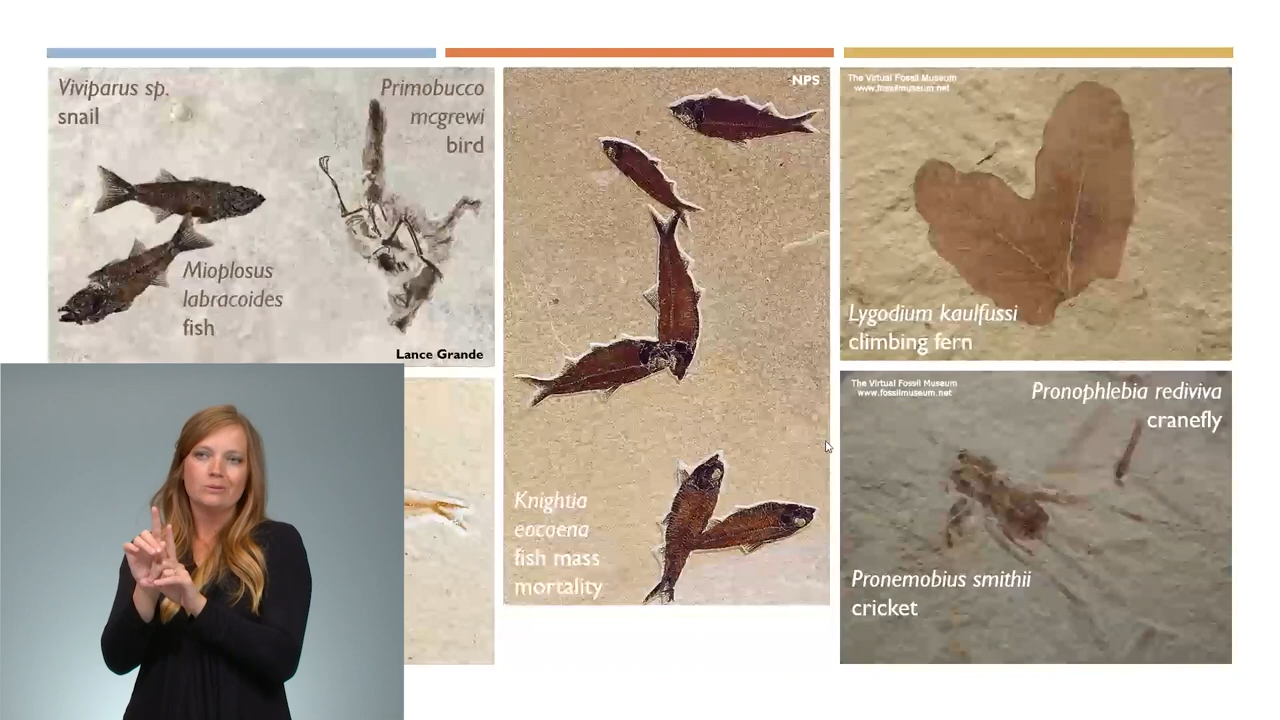 Viviparus sp.
snail
Primobucco
mcgrewi
bird
Mioplosus
labracoides
fish
Lance Grande
NPS
Knightia
eocaena
fish mass
mortality
The Virtual Fossil Museum
www.fossilmuseum.net
Lygodium kaulfussi
climbing fern
The Virtual Fossil Museum
www.fossilmuseum.net
Pronophlebia rediviva
cranefly
Pronemobius smithii
cricket